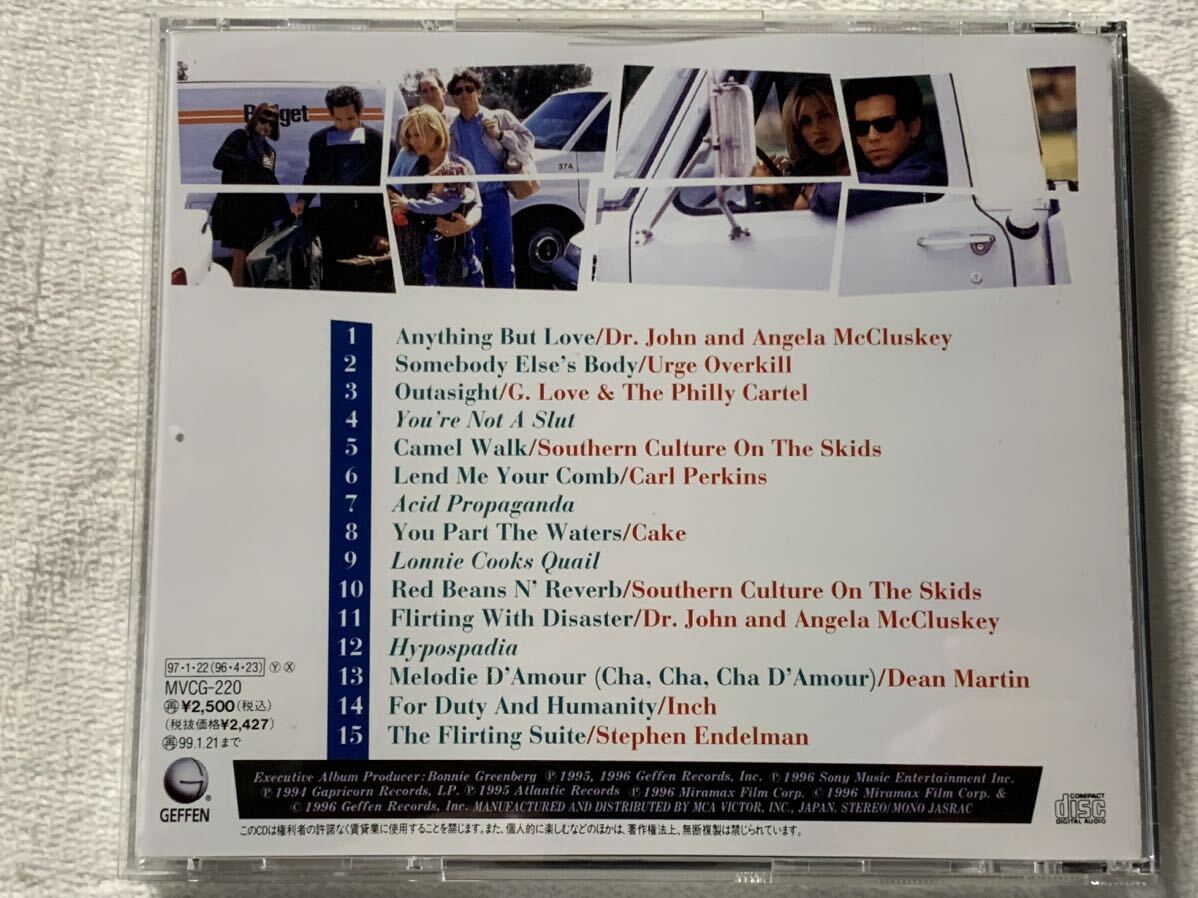 Budget
374
1 Anything But Love/Dr. John and Angela McCluskey
2 Somebody Else's Body/Urge Overkill
3 Outasight/G. Love & The Philly Cartel
4 You're Not A Slut
5 Camel Walk/Southern Culture On The Skids
6 Lend Me Your Comb/Carl Perkins
7 Acid Propaganda
8 You Part The Waters/Cake
9 Lonnie Cooks Quail
10 Red Beans N' Reverb/Southern Culture On The Skids
11 Flirting With Disaster/Dr. John and Angela McCluskey
12 Hypospadia
13 Melodie D'Amour (Cha, Cha, Cha D'Amour)/Dean Martin
14 For Duty And Humanity/Inch
15 The Flirting Suite/Stephen Endelman
97・1・22(96・4・23) Ⓨ Ⓧ
MVCG-220
㊢¥2,500(税込)
(税抜価格¥2,427)
㊢99.1.21まで
GEFFEN
Executive Album Producer: Bonnie Greenberg ℗ 1995, 1996 Geffen Records, Inc. ℗ 1996 Sony Music Entertainment Inc.
℗ 1994 Gapricorn Records, LP. ℗ 1995 Atlantic Records ℗ 1996 Miramax Film Corp. © 1996 Miramax Film Corp. &
© 1996 Geffen Records, Inc. MANUFACTURED AND DISTRIBUTED BY MCA VICTOR, INC., JAPAN. STEREO/MONO JASRAC
COMPACT
disc
DIGITAL AUDIO
このCDは権利者の許諾なく賃貸業に使用することを禁じます。また、個人的に楽しむなどのほかは、著作権法上、無断複製は禁じられています。